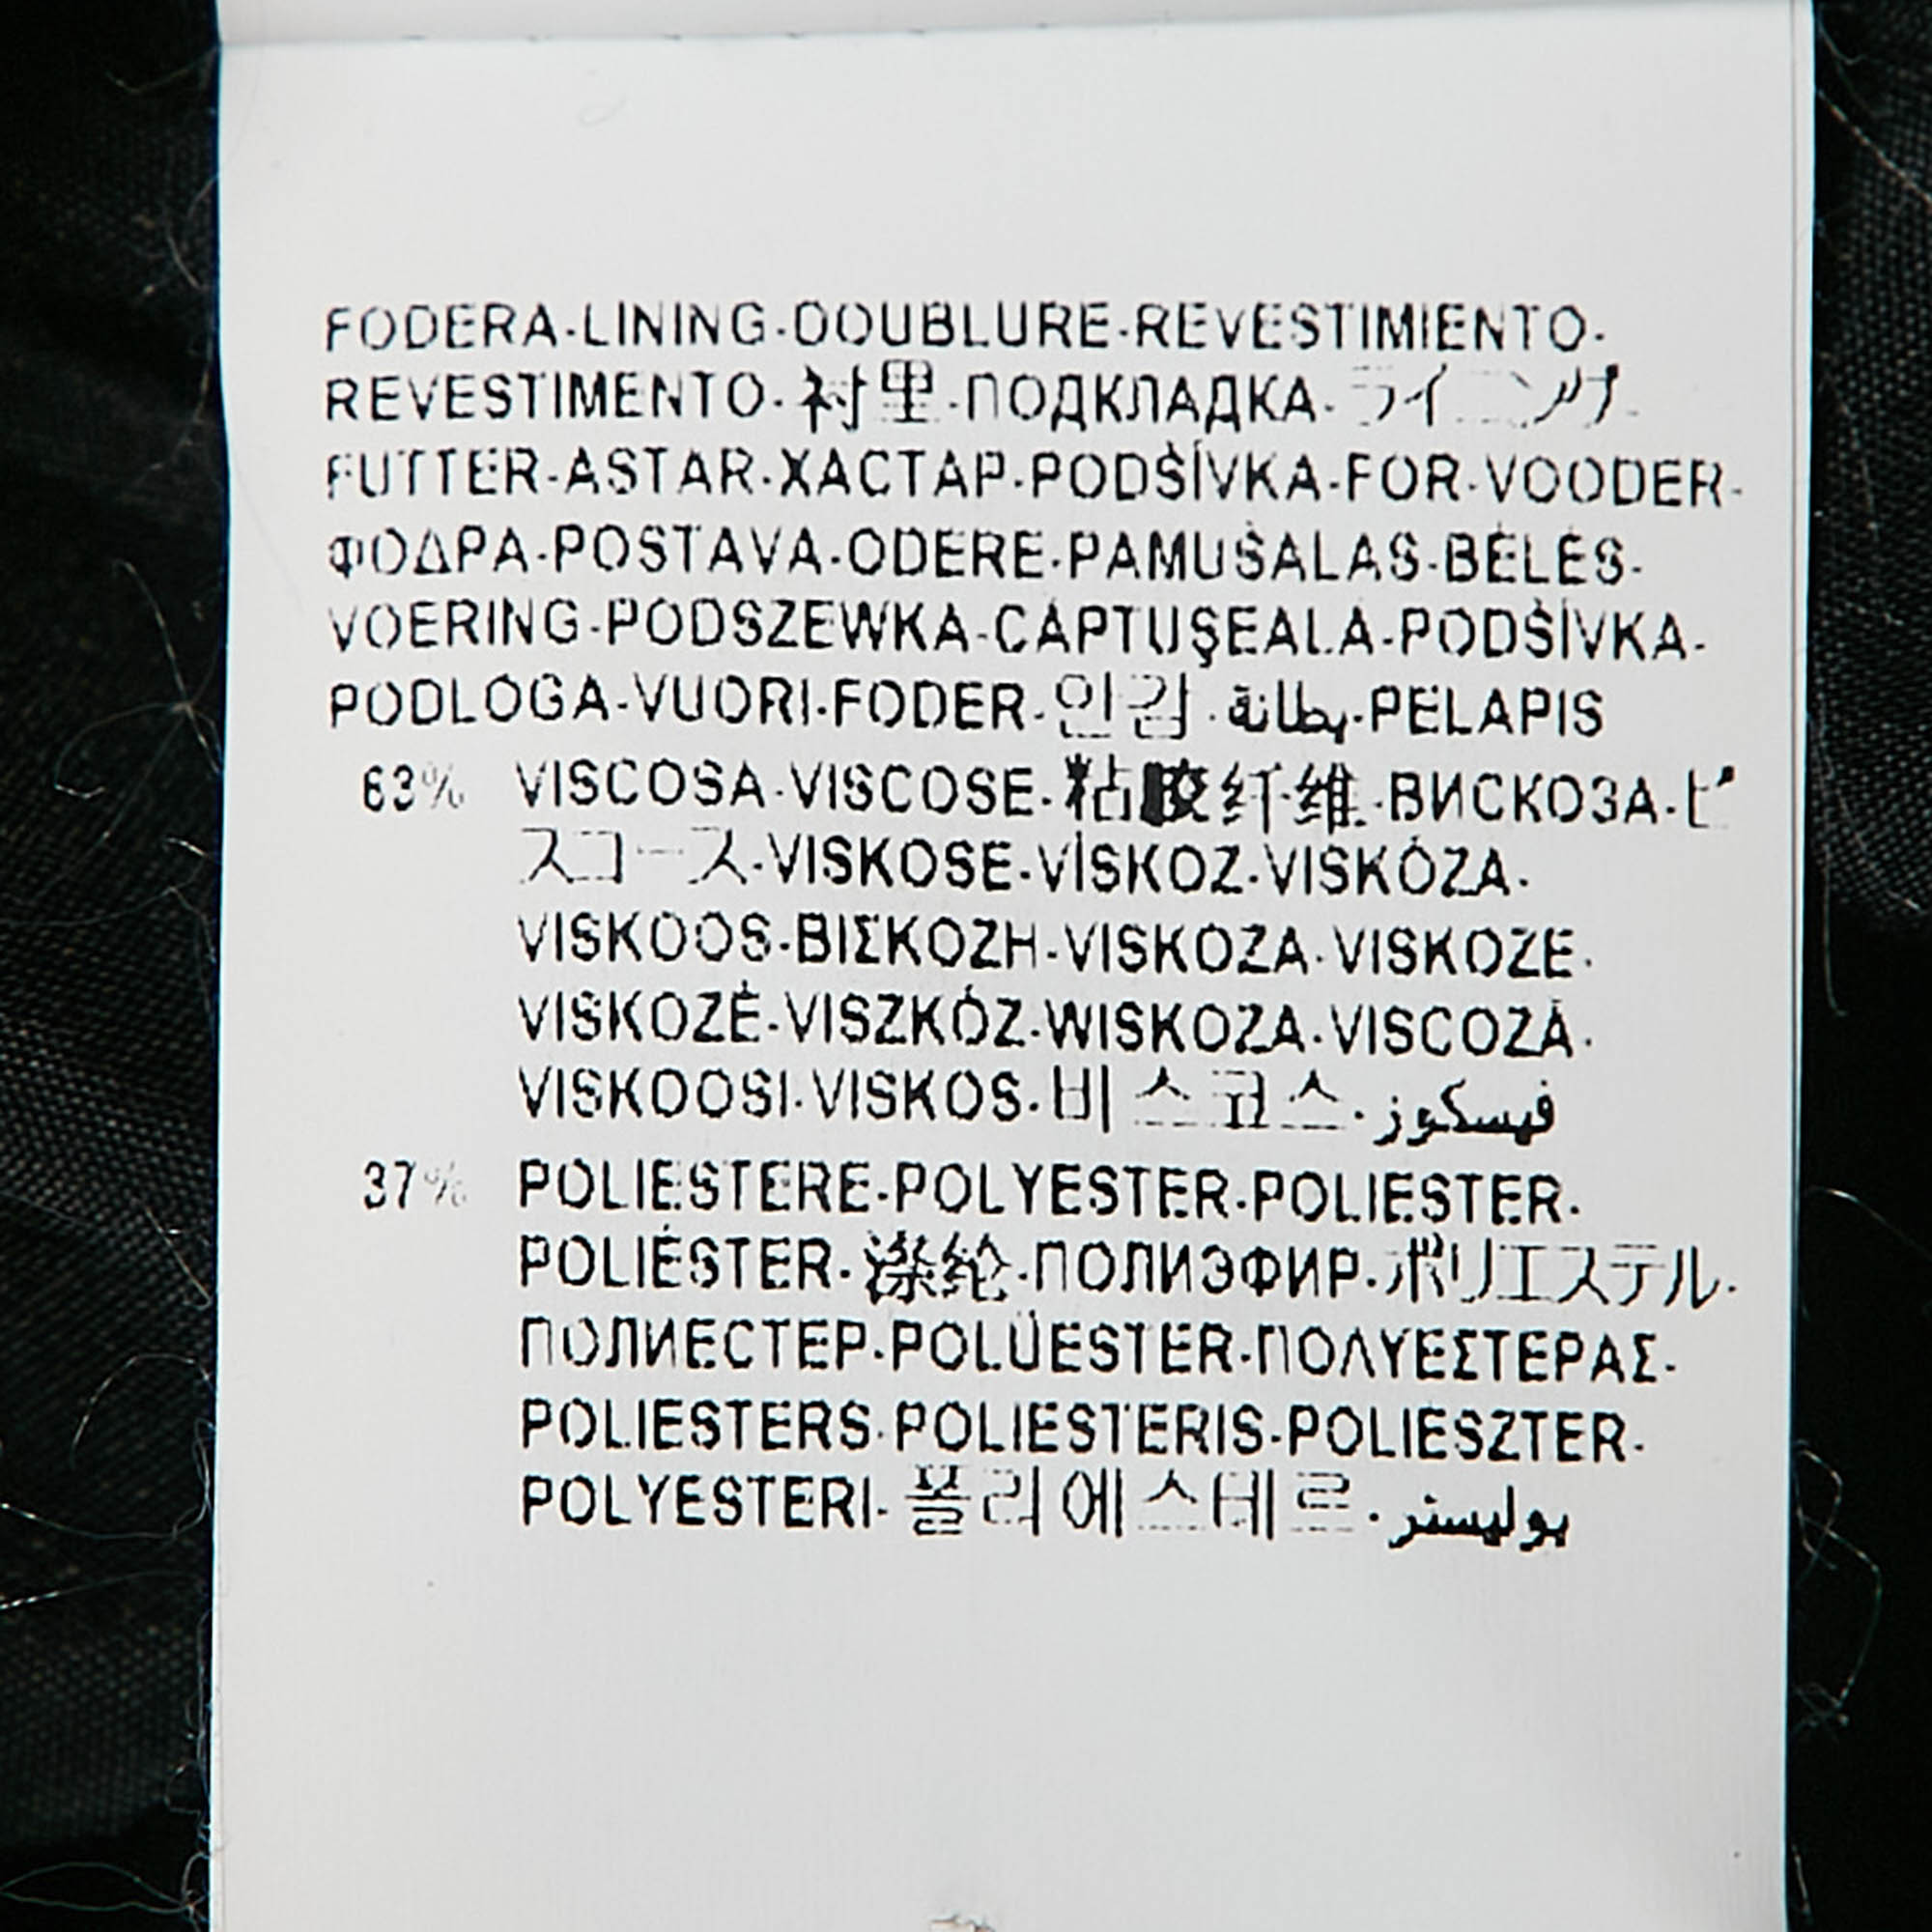 FODERA-LINING-DOUBLURE-REVESTIMIENTO-
REVESTIMENTO-衬里-ПОДКЛАДКА-ライニング-
FUTTER-ASTAR-ХАСТАР-PODŠÍVKA-FOR-VOODER-
ΦΟΔΡΑ-POSTAVA-ODERE-PAMUŠALAS-BÉLÉS-
VOERING-PODSZEWKA-CĂPTUŞEALĂ-PODŠÍVKA-
PODLOGA-VUORI-FODER-안감-بطانة-PELAPIS
63% VISCOSA-VISCOSE-粘胶纤维-ВИСКОЗА-ビ
スコース-VISKOSE-VİSKOZ-VISKÓZA-
VISKOOS-ΒΙΣΚΟΖΗ-VISKOZA-VISKOZE-
VISKOZĖ-VISZKÓZ-WISKOZA-VISCOZĂ-
VISKOOSI-VISKOS-비스코스-فيسكوز
37% POLIESTERE-POLYESTER-POLIESTER-
POLIÉSTER-涤纶-ПОЛИЭФИР-ポリエステル-
ПОЛИЕСТЕР-POLÜESTER-ΠΟΛΥΕΣΤΕΡΑΣ-
POLIESTERS-POLIESTERIS-POLIESZTER-
POLYESTERI-폴리에스테르-بوليستر